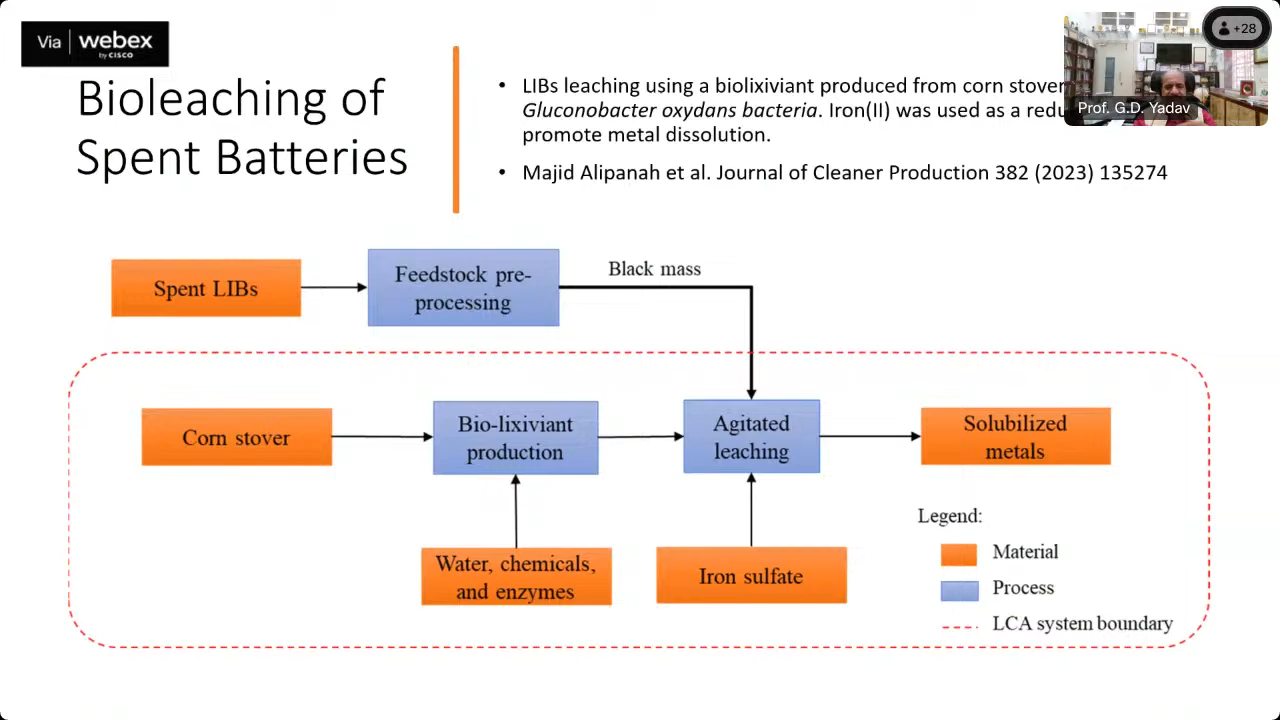 Via webex
by CISCO
+28
Prof. G.D. Yadav
Bioleaching of
Spent Batteries
• LIBs leaching using a biolixiviant produced from corn stover
Gluconobacter oxydans bacteria. Iron(II) was used as a
promote metal dissolution.
• Majid Alipanah et al. Journal of Cleaner Production 382 (2023) 135274
Spent LIBs
Feedstock pre-
processing
Black mass
Corn stover
Bio-lixiviant
production
Agitated
leaching
Solubilized
metals
Water, chemicals,
and enzymes
Iron sulfate
Legend:
Material
Process
LCA system boundary